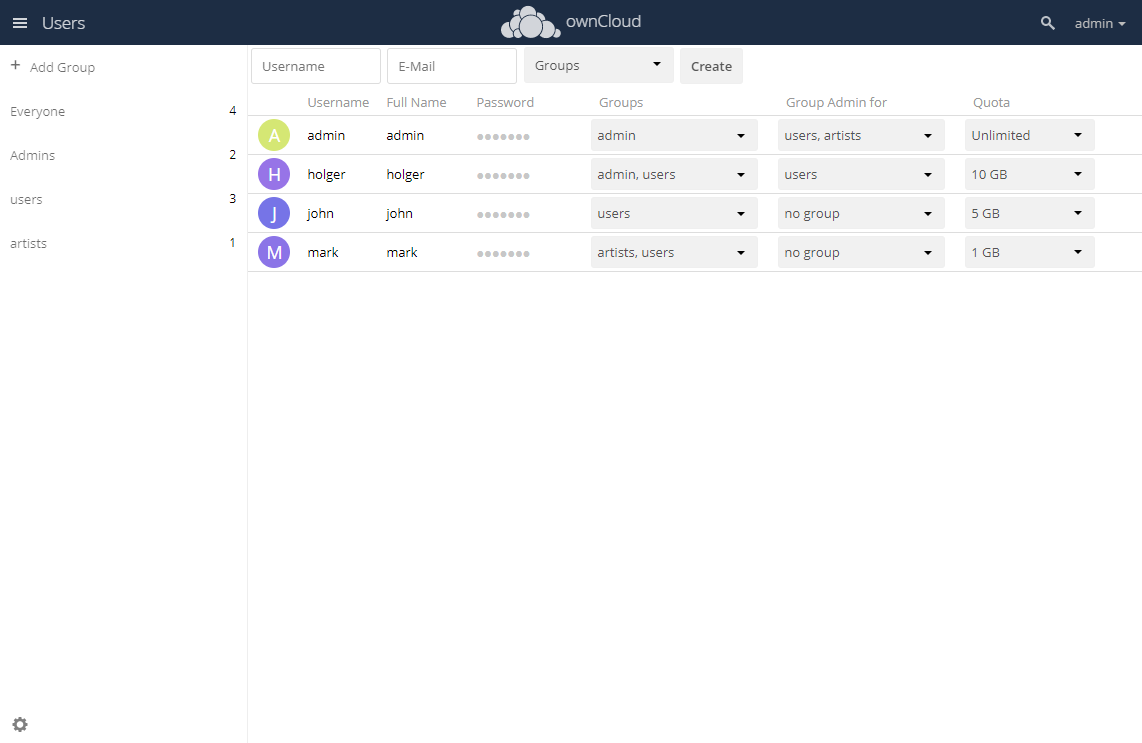 Users
ownCloud
admin
+ Add Group
Everyone 4
Admins 2
users 3
artists 1
Username E-Mail Groups Create
Username Full Name Password Groups Group Admin for Quota
A admin admin ●●●●●●● admin users, artists Unlimited
H holger holger ●●●●●●● admin, users users 10 GB
J john john ●●●●●●● users no group 5 GB
M mark mark ●●●●●●● artists, users no group 1 GB